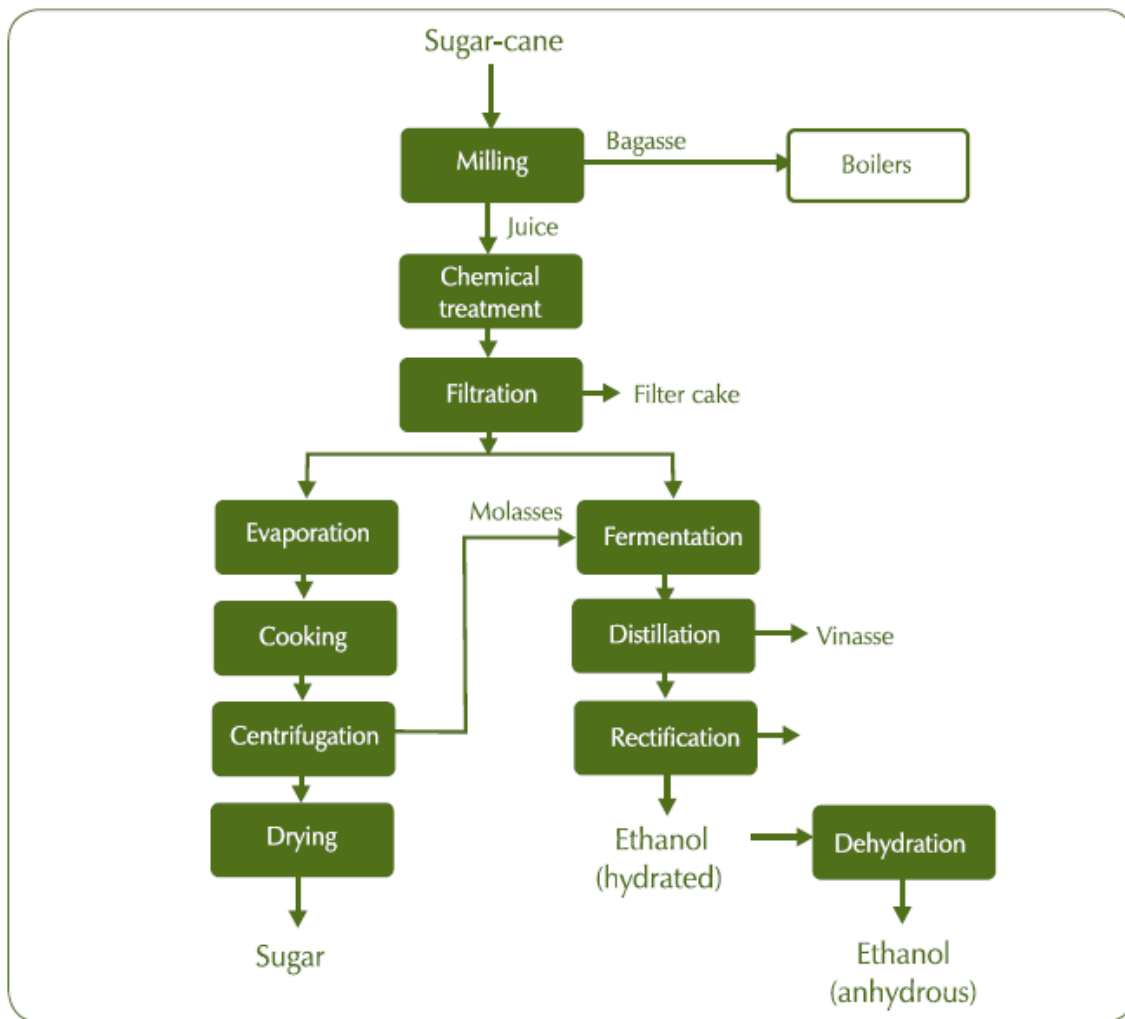 Sugar-cane
Milling
Bagasse
Boilers
Juice
Chemical
treatment
Filtration
Filter cake
Evaporation
Molasses
Fermentation
Cooking
Distillation
Vinasse
Centrifugation
Rectification
Drying
Ethanol
(hydrated)
Dehydration
Sugar
Ethanol
(anhydrous)